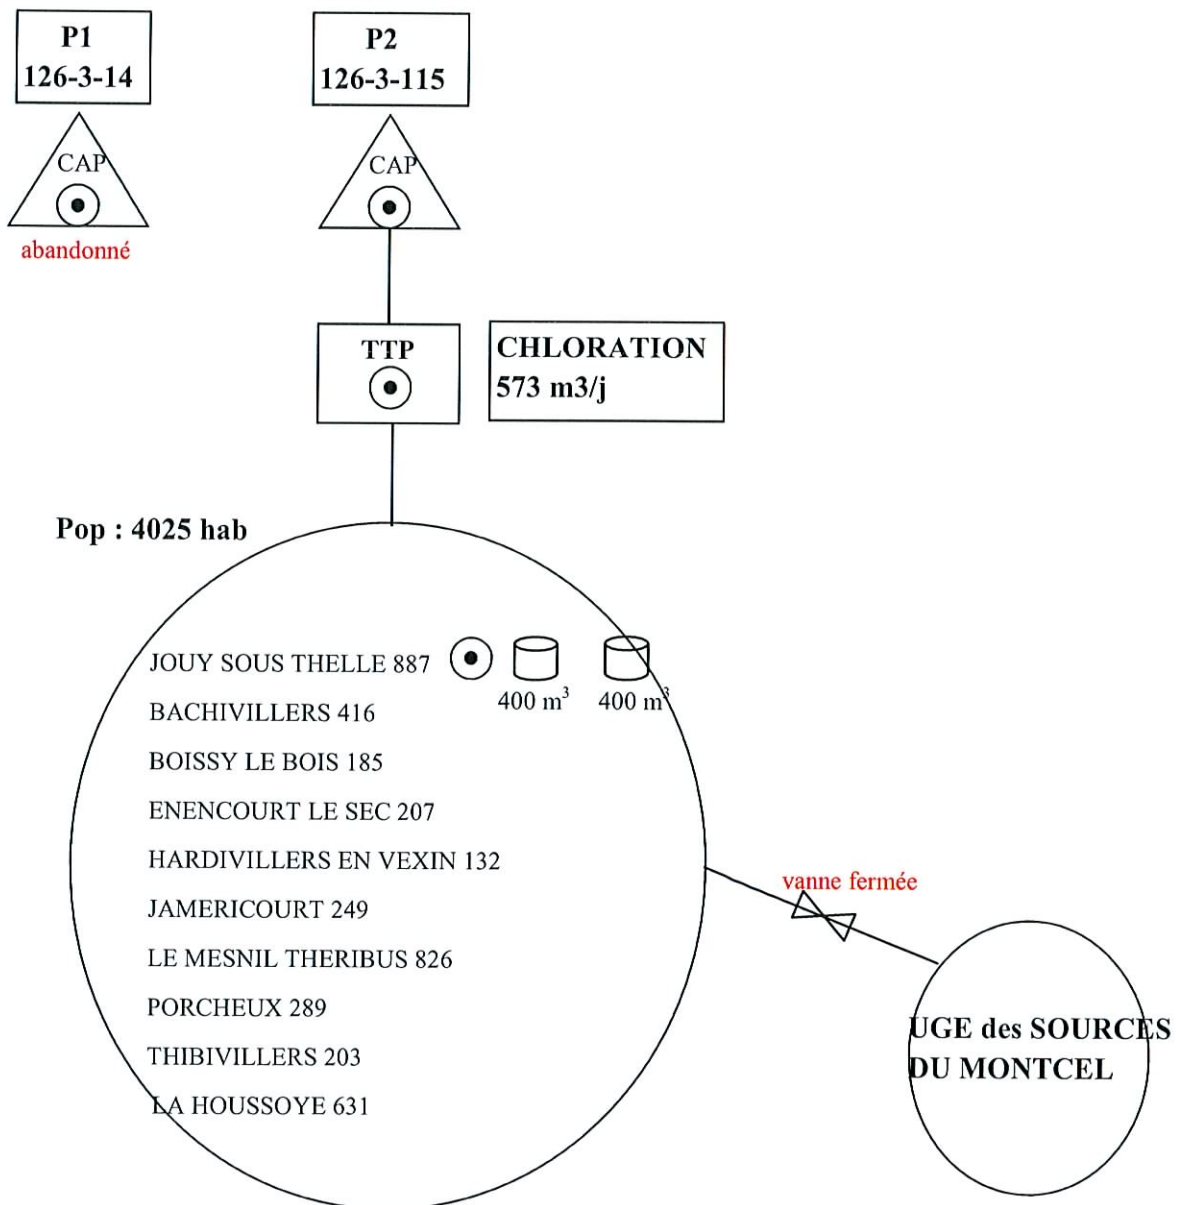 P1
126-3-14
P2
126-3-115
CAP
CAP
abandonné
TTP
CHLORATION
573 m3/j
Pop : 4025 hab
JOUY SOUS THELLE 887
400 m³
400 m³
BACHIVILLERS 416
BOISSY LE BOIS 185
ENENCOURT LE SEC 207
HARDIVILLERS EN VEXIN 132
JAMERICOURT 249
LE MESNIL THERIBUS 826
PORCHEUX 289
THIBIVILLERS 203
LA HOUSSOYE 631
vanne fermée
UGE des SOURCES
DU MONTCEL